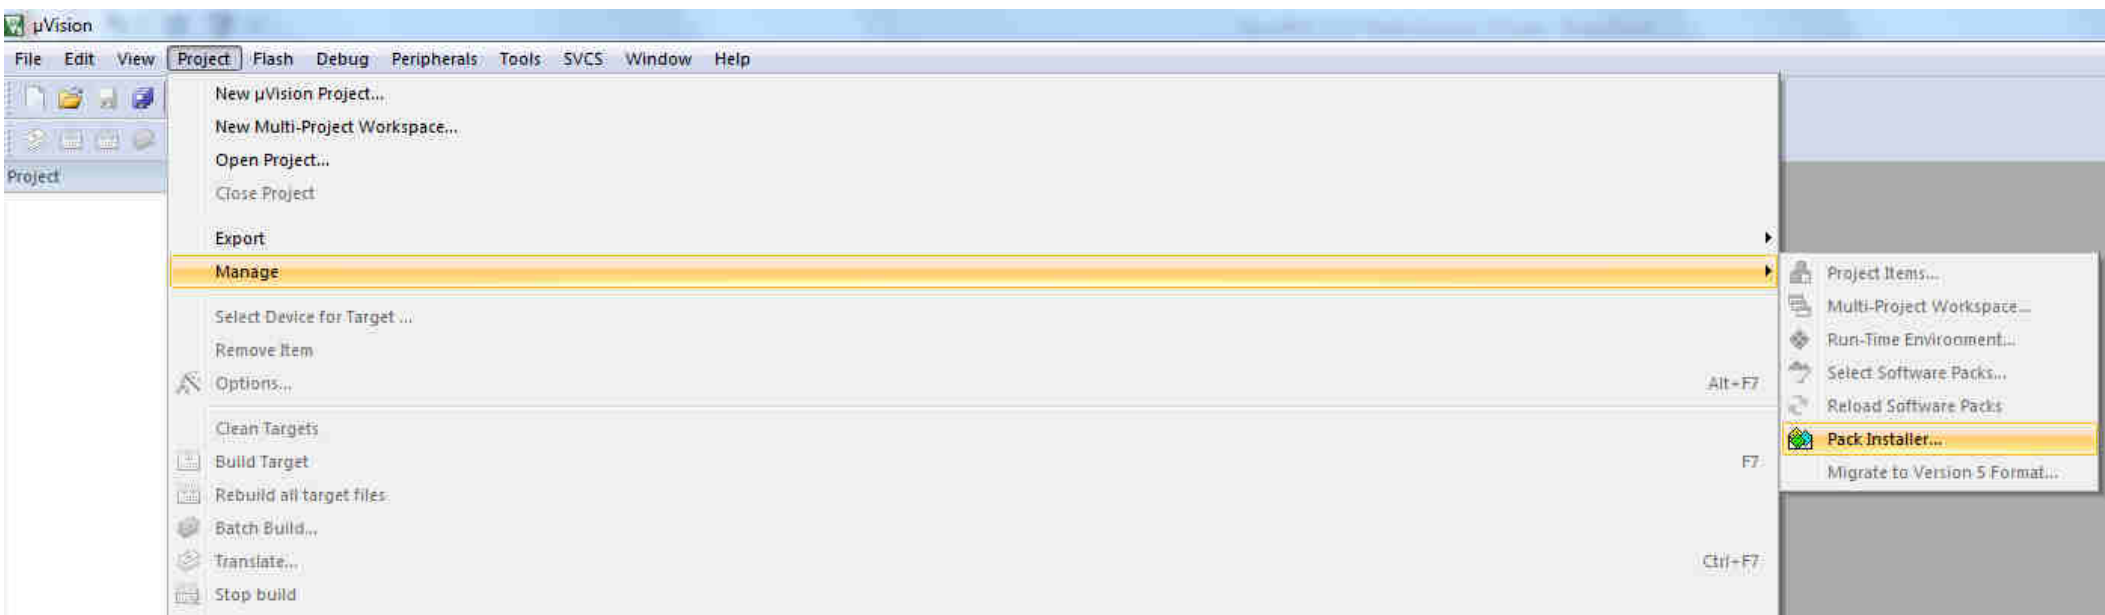 µVision
File Edit View Project Flash Debug Peripherals Tools SVCS Window Help
New µVision Project...
New Multi-Project Workspace...
Open Project...
Project
Close Project
Export
Manage
Project Items...
Multi-Project Workspace...
Select Device for Target ...
Run-Time Environment...
Remove Item
Select Software Packs...
Options... Alt+F7
Reload Software Packs
Clean Targets
Pack Installer...
Build Target F7
Migrate to Version 5 Format...
Rebuild all target files
Batch Build...
Translate... Ctrl+F7
Stop build